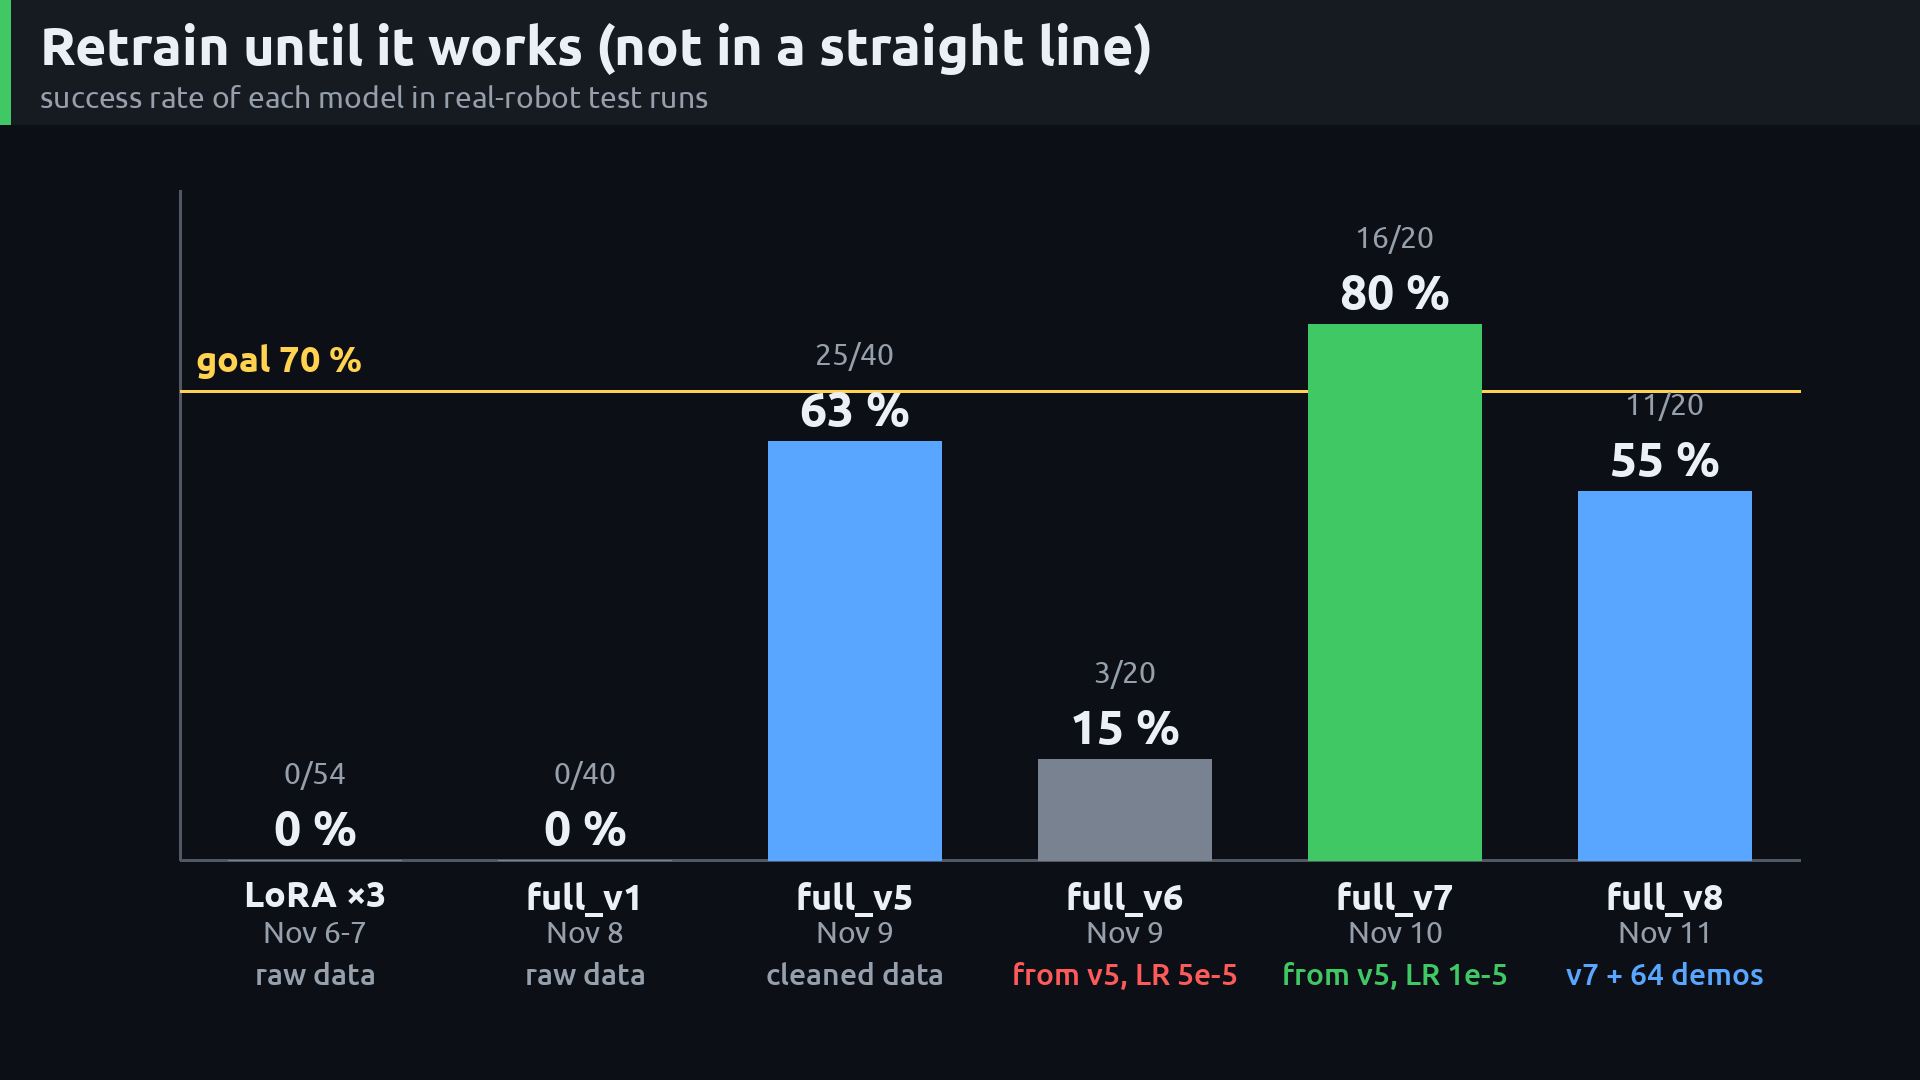 Retrain until it works (not in a straight line)
success rate of each model in real-robot test runs
goal 70 %
0/54
0 %
LoRA ×3
Nov 6-7
raw data
0/40
0 %
full_v1
Nov 8
raw data
25/40
63 %
full_v5
Nov 9
cleaned data
3/20
15 %
full_v6
Nov 9
from v5, LR 5e-5
16/20
80 %
full_v7
Nov 10
from v5, LR 1e-5
11/20
55 %
full_v8
Nov 11
v7 + 64 demos